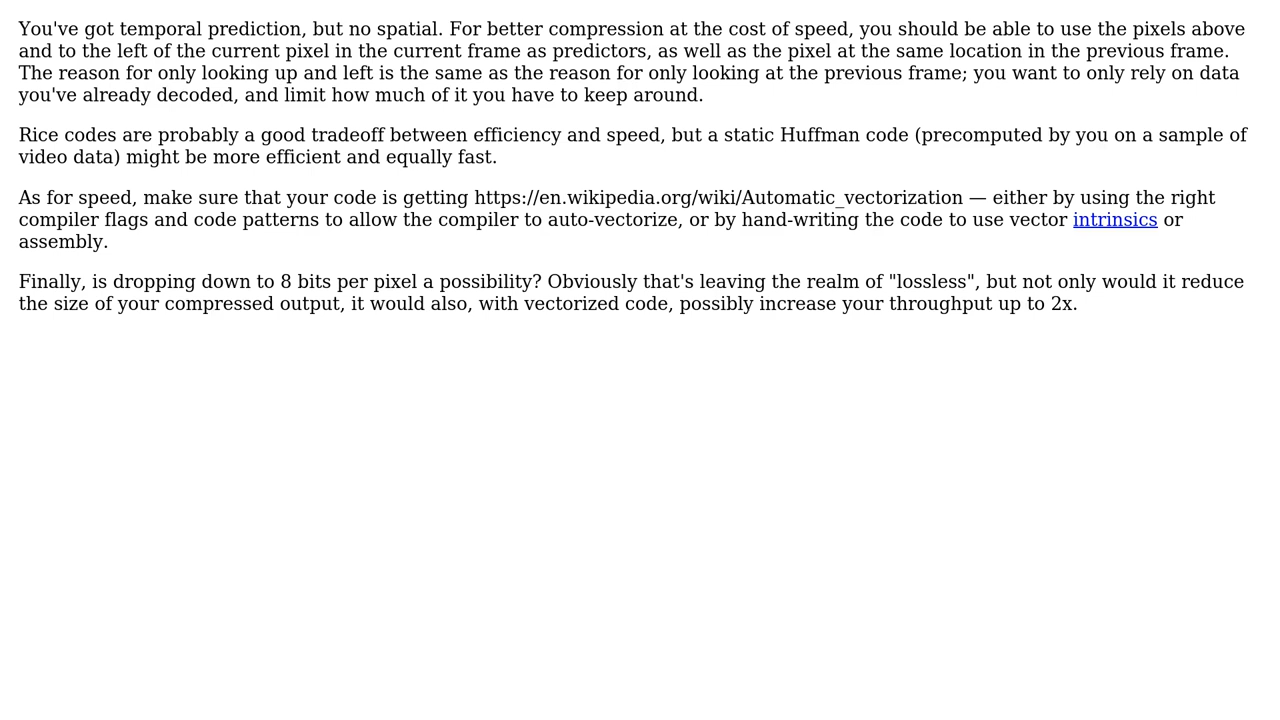 You've got temporal prediction, but no spatial. For better compression at the cost of speed, you should be able to use the pixels above
and to the left of the current pixel in the current frame as predictors, as well as the pixel at the same location in the previous frame.
The reason for only looking up and left is the same as the reason for only looking at the previous frame; you want to only rely on data
you've already decoded, and limit how much of it you have to keep around.
Rice codes are probably a good tradeoff between efficiency and speed, but a static Huffman code (precomputed by you on a sample of
video data) might be more efficient and equally fast.
As for speed, make sure that your code is getting https://en.wikipedia.org/wiki/Automatic_vectorization — either by using the right
compiler flags and code patterns to allow the compiler to auto-vectorize, or by hand-writing the code to use vector intrinsics or
assembly.
Finally, is dropping down to 8 bits per pixel a possibility? Obviously that's leaving the realm of "lossless", but not only would it reduce
the size of your compressed output, it would also, with vectorized code, possibly increase your throughput up to 2x.